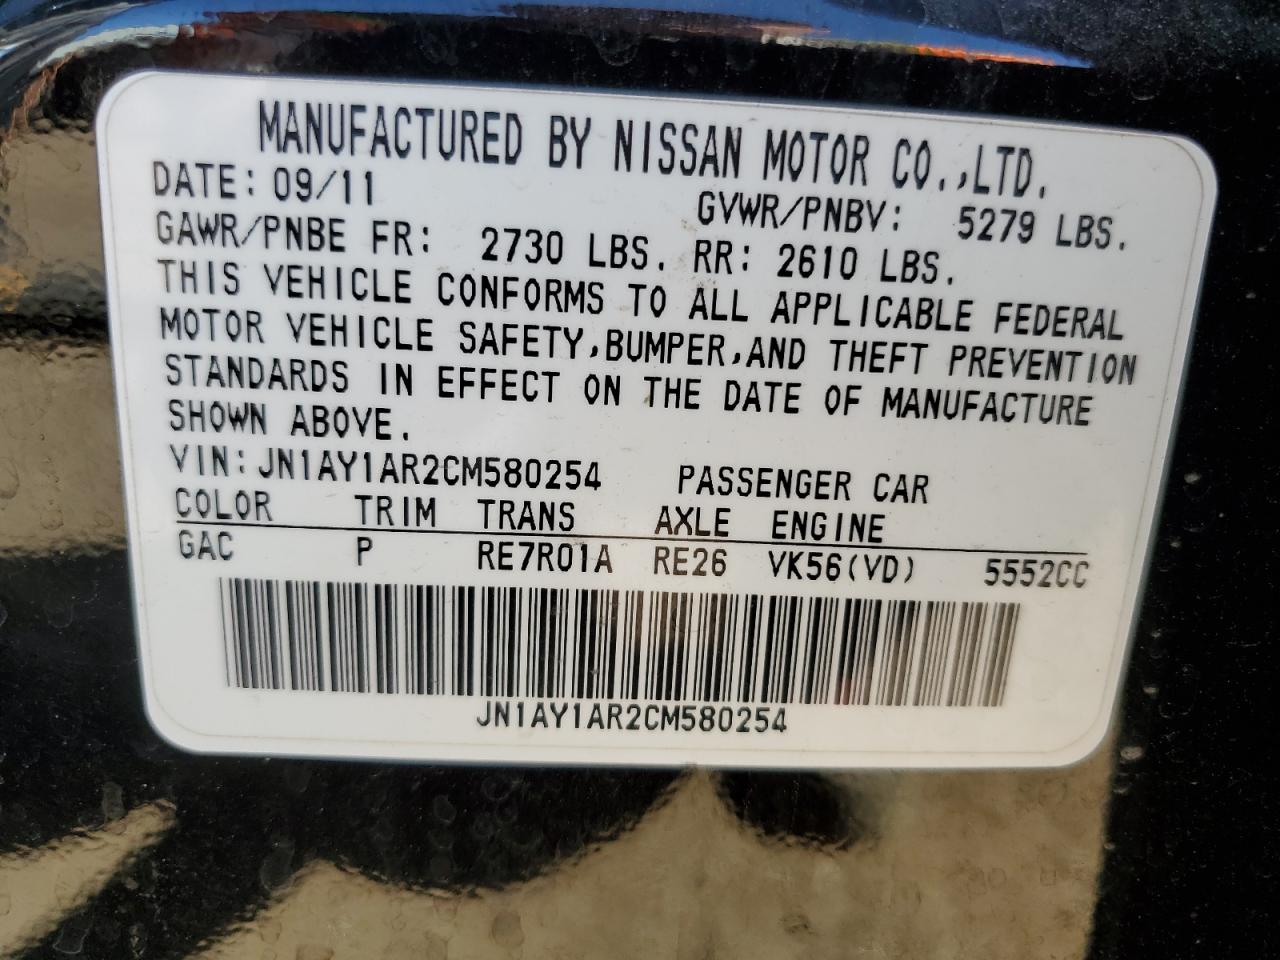 MANUFACTURED BY NISSAN MOTOR CO.,LTD.
DATE: 09/11 GVWR/PNBV: 5279 LBS.
GAWR/PNBE FR: 2730 LBS. RR: 2610 LBS.
THIS VEHICLE CONFORMS TO ALL APPLICABLE FEDERAL
MOTOR VEHICLE SAFETY,BUMPER,AND THEFT PREVENTION
STANDARDS IN EFFECT ON THE DATE OF MANUFACTURE
SHOWN ABOVE.
VIN: JN1AY1AR2CM580254 PASSENGER CAR
COLOR TRIM TRANS AXLE ENGINE
GAC P RE7R01A RE26 VK56(VD) 5552CC
JN1AY1AR2CM580254